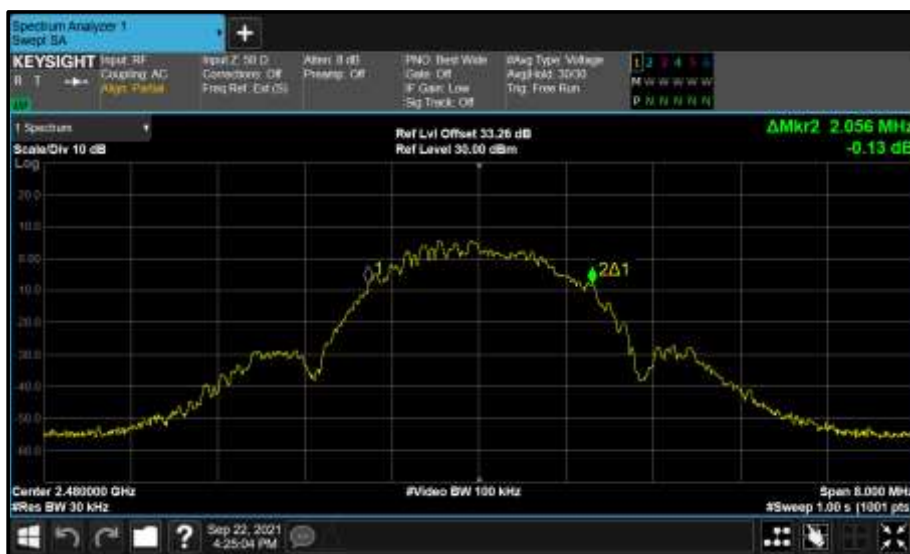 Spectrum Analyzer 1
Swept SA
+
KEYSIGHT
R T
Input: RF
Coupling: AC
Align: Partial
Input Z: 50 Ω
Corrections: Off
Freq Ref: Ext (S)
Atten: 8 dB
Preamp: Off
PNO: Best Wide
Gate: Off
IF Gain: Low
Sig Track: Off
#Avg Type: Voltage
Avg|Hold: 30/30
Trig: Free Run
1 2 3 4 5 6
M W W W W W
P N N N N N
1 Spectrum
Scale/Div 10 dB
Ref Lvl Offset 33.26 dB
Ref Level 30.00 dBm
ΔMkr2 2.056 MHz
-0.13 dB
Log
20.0
10.0
0.00
-10.0
-20.0
-30.0
-40.0
-50.0
-60.0
1
2Δ1
Center 2.480000 GHz
#Res BW 30 kHz
#Video BW 100 kHz
Span 8.000 MHz
#Sweep 1.00 s (1001 pts
?
Sep 22, 2021
4:25:04 PM